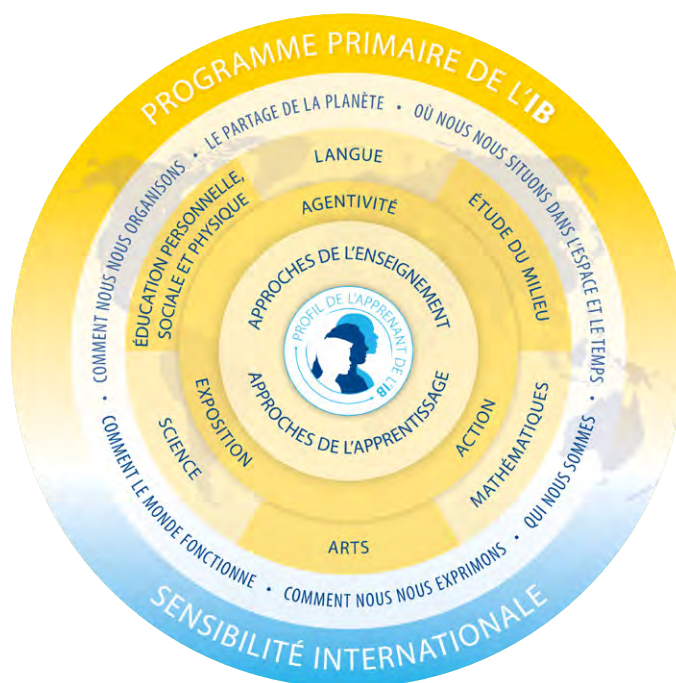 PROGRAMME PRIMAIRE DE L'IB
COMMENT NOUS NOUS ORGANISONS • LE PARTAGE DE LA PLANÈTE • OÙ NOUS NOUS SITUONS DANS L'ESPACE ET LE TEMPS •
QUI NOUS SOMMES • COMMENT NOUS NOUS EXPRIMONS • COMMENT LE MONDE FONCTIONNE •
LANGUE
ÉTUDE DU MILIEU
MATHÉMATIQUES
ARTS
SCIENCE
ÉDUCATION PERSONNELLE,
SOCIALE ET PHYSIQUE
AGENTIVITÉ
ACTION
EXPOSITION
APPROCHES DE L'ENSEIGNEMENT
APPROCHES DE L'APPRENTISSAGE
PROFIL DE L'APPRENANT DE L'IB
SENSIBILITÉ INTERNATIONALE